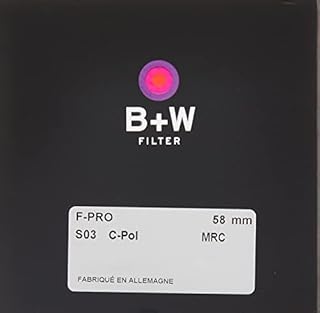 B+W
FILTER
F-PRO 58 mm
S03 C-Pol MRC
FABRIQUÉ EN ALLEMAGNE